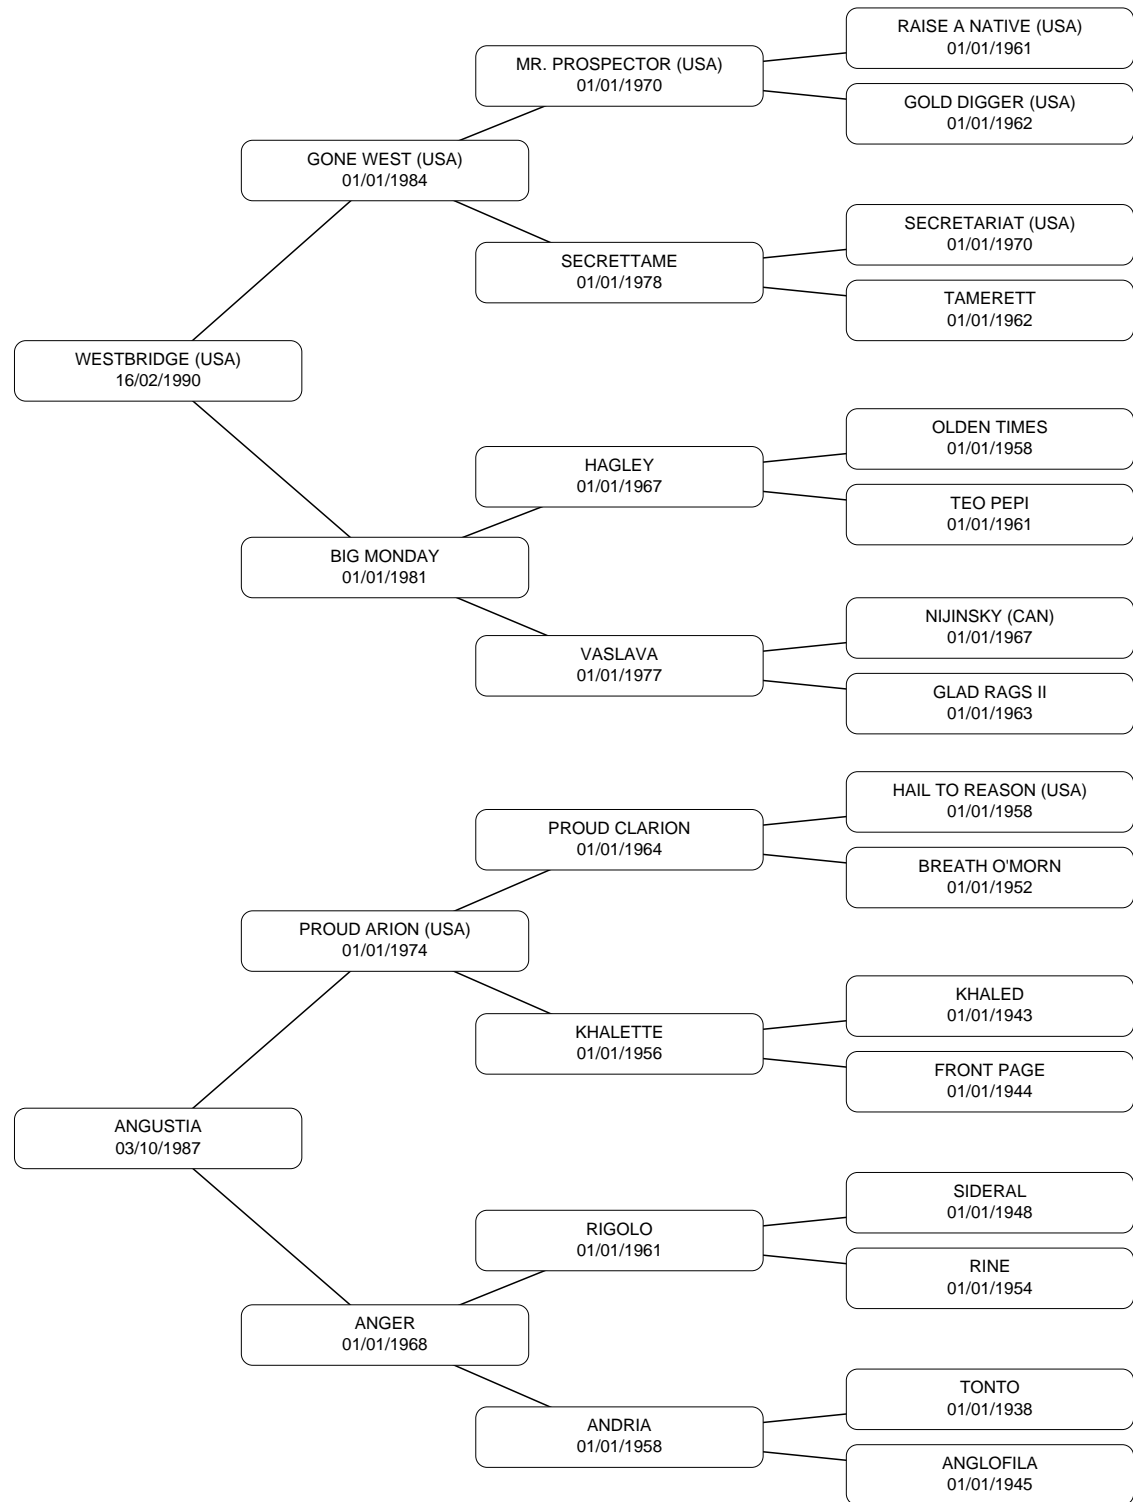 RAISE A NATIVE (USA)
01/01/1961
MR. PROSPECTOR (USA)
01/01/1970
GOLD DIGGER (USA)
01/01/1962
GONE WEST (USA)
01/01/1984
SECRETARIAT (USA)
01/01/1970
SECRETTAME
01/01/1978
TAMERETT
01/01/1962
WESTBRIDGE (USA)
16/02/1990
OLDEN TIMES
01/01/1958
HAGLEY
01/01/1967
TEO PEPI
01/01/1961
BIG MONDAY
01/01/1981
NIJINSKY (CAN)
01/01/1967
VASLAVA
01/01/1977
GLAD RAGS II
01/01/1963
HAIL TO REASON (USA)
01/01/1958
PROUD CLARION
01/01/1964
BREATH O'MORN
01/01/1952
PROUD ARION (USA)
01/01/1974
KHALED
01/01/1943
KHALETTE
01/01/1956
FRONT PAGE
01/01/1944
ANGUSTIA
03/10/1987
SIDERAL
01/01/1948
RIGOLO
01/01/1961
RINE
01/01/1954
ANGER
01/01/1968
TONTO
01/01/1938
ANDRIA
01/01/1958
ANGLOFILA
01/01/1945